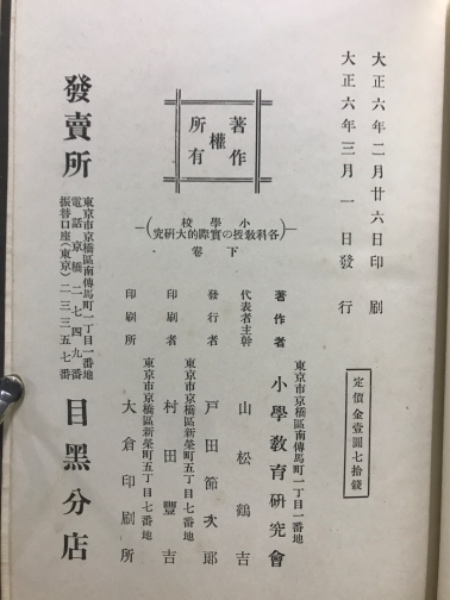 大正六年二月廿六日印刷
大正六年三月一日發行
定價金壹圓七拾錢
著作權所有
小學校
各科敎授の實際的大硏究
下卷
東京市京橋區南傳馬町一丁目一番地
著作者 小學敎育硏究會
代表者主幹 山松鶴吉
發行者 戸田節次郎
東京市京橋區新榮町五丁目七番地
印刷者 村田豐吉
東京市京橋區新榮町五丁目七番地
印刷所 大倉印刷所
發賣所
東京市京橋區南傳馬町一丁目一番地
電話京橋二七四九番
振替口座(東京)二三三五七番
目黑分店